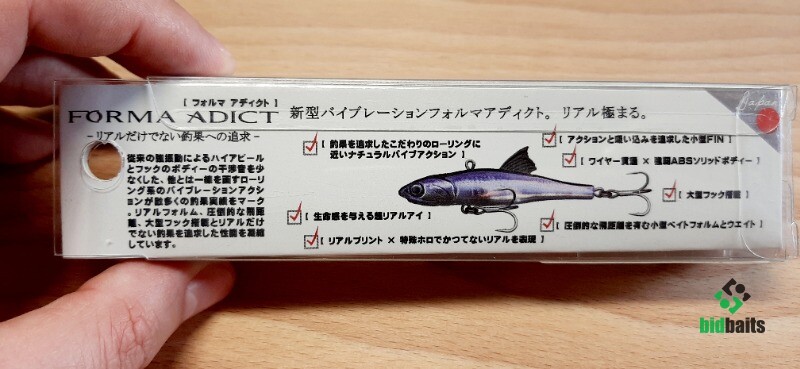 ［ フォルマ アディクト ］
FORMA ADICT
新型バイブレーションフォルマアディクト。 リアル極まる。
Japan
- リアルだけでない釣果への追求 -
従来の強振動によるハイアピール
とフックのボディーの干渉音を少
なくした、他とは一線を画すローリ
ング系のバイブレーションアクシ
ョンが数多くの釣果実績をマーク。
リアルフォルム、圧倒的な飛距
離、大型フック搭載とリアルだけ
でない釣果を追求した性能を凝縮
しています。
［ 釣果を追求したこだわりのローリングに
近いナチュラルバイブアクション ］
［ アクションと吸い込みを追求した小型FIN ］
［ ワイヤー貫通 × 強固ABSソリッドボディー ］
［ 大型フック搭載 ］
［ 生命感を与える超リアルアイ ］
［ 圧倒的な飛距離を有む小型ベイトフォルムとウエイト ］
［ リアルプリント × 特殊ホロでかつてないリアルを表現 ］
bidbaits